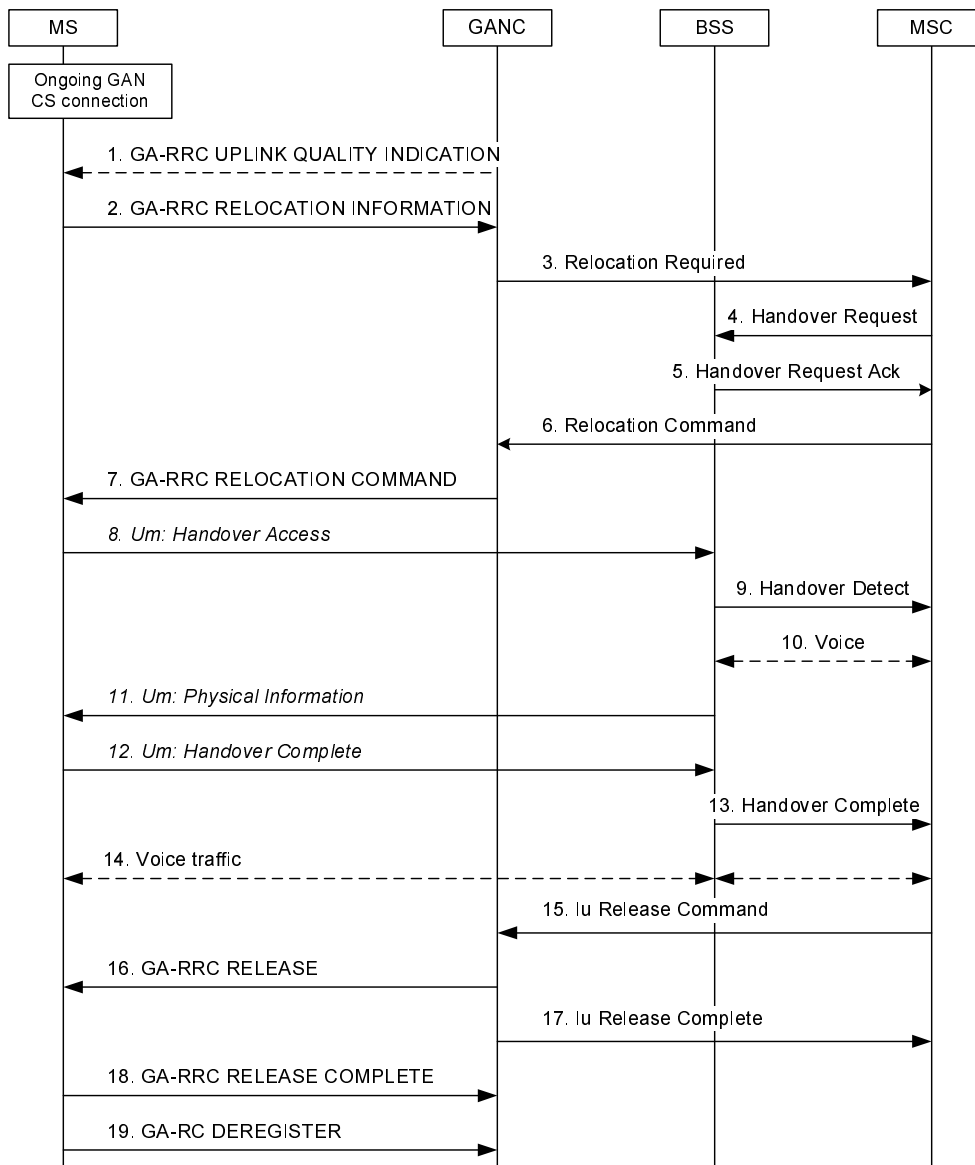 MS
GANC
BSS
MSC
Ongoing GAN
CS connection
1. GA-RRC UPLINK QUALITY INDICATION
2. GA-RRC RELOCATION INFORMATION
3. Relocation Required
4. Handover Request
5. Handover Request Ack
6. Relocation Command
7. GA-RRC RELOCATION COMMAND
8. Um: Handover Access
9. Handover Detect
10. Voice
11. Um: Physical Information
12. Um: Handover Complete
13. Handover Complete
14. Voice traffic
15. Iu Release Command
16. GA-RRC RELEASE
17. Iu Release Complete
18. GA-RRC RELEASE COMPLETE
19. GA-RC DEREGISTER